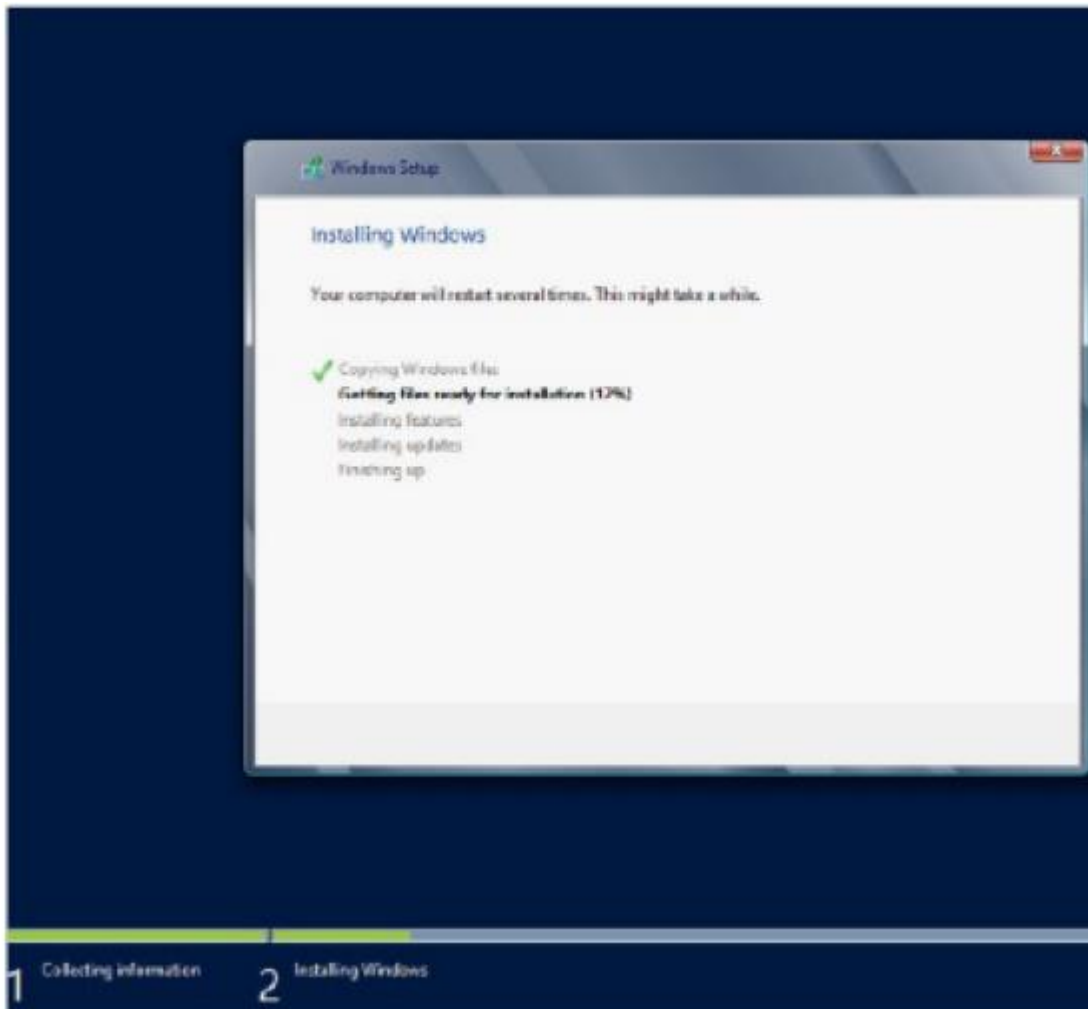 Windows Setup
Installing Windows
Your computer will restart several times. This might take a while.
Copying Windows files
Getting files ready for installation (17%)
Installing features
Installing updates
Finishing up
1 Collecting information
2 Installing Windows